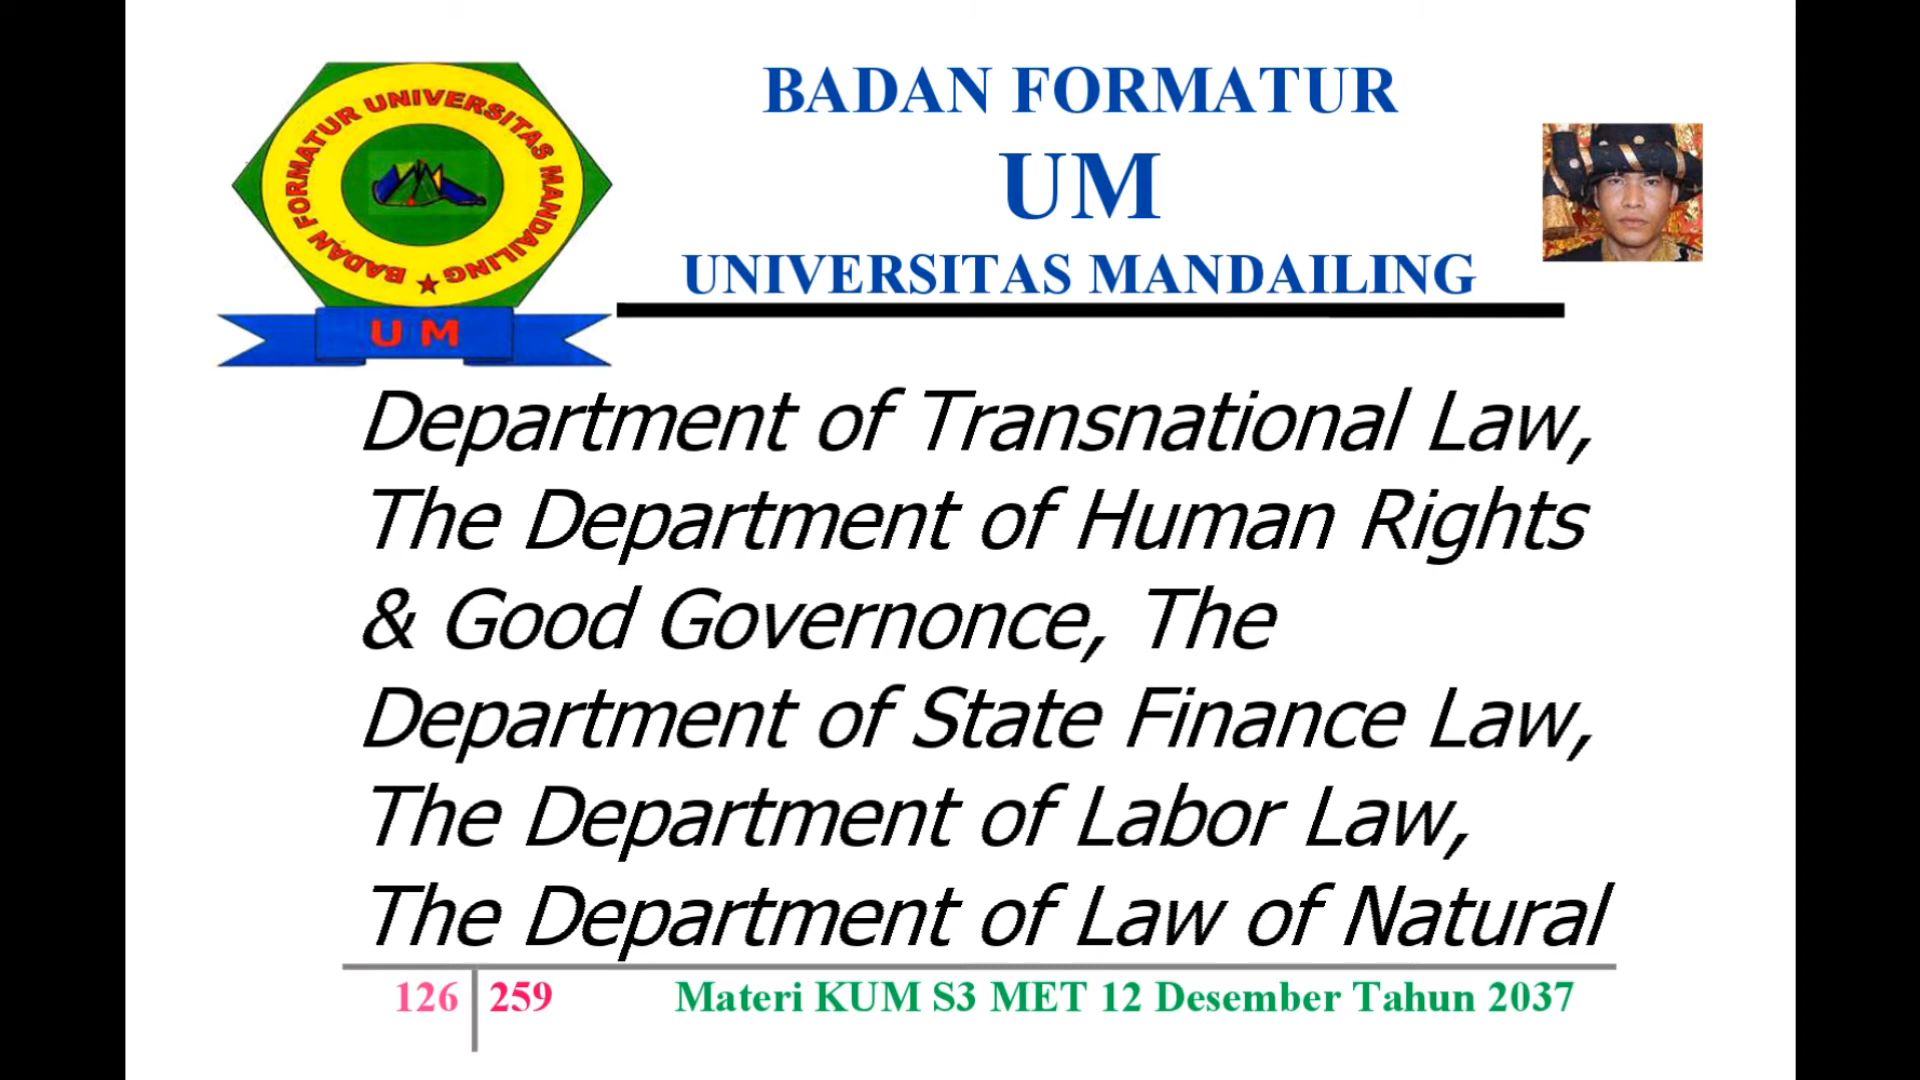 BADAN FORMATUR UNIVERSITAS MANDAILING
U M
BADAN FORMATUR
UM
UNIVERSITAS MANDAILING
Department of Transnational Law,
The Department of Human Rights
& Good Governonce, The
Department of State Finance Law,
The Department of Labor Law,
The Department of Law of Natural
126 259 Materi KUM S3 MET 12 Desember Tahun 2037